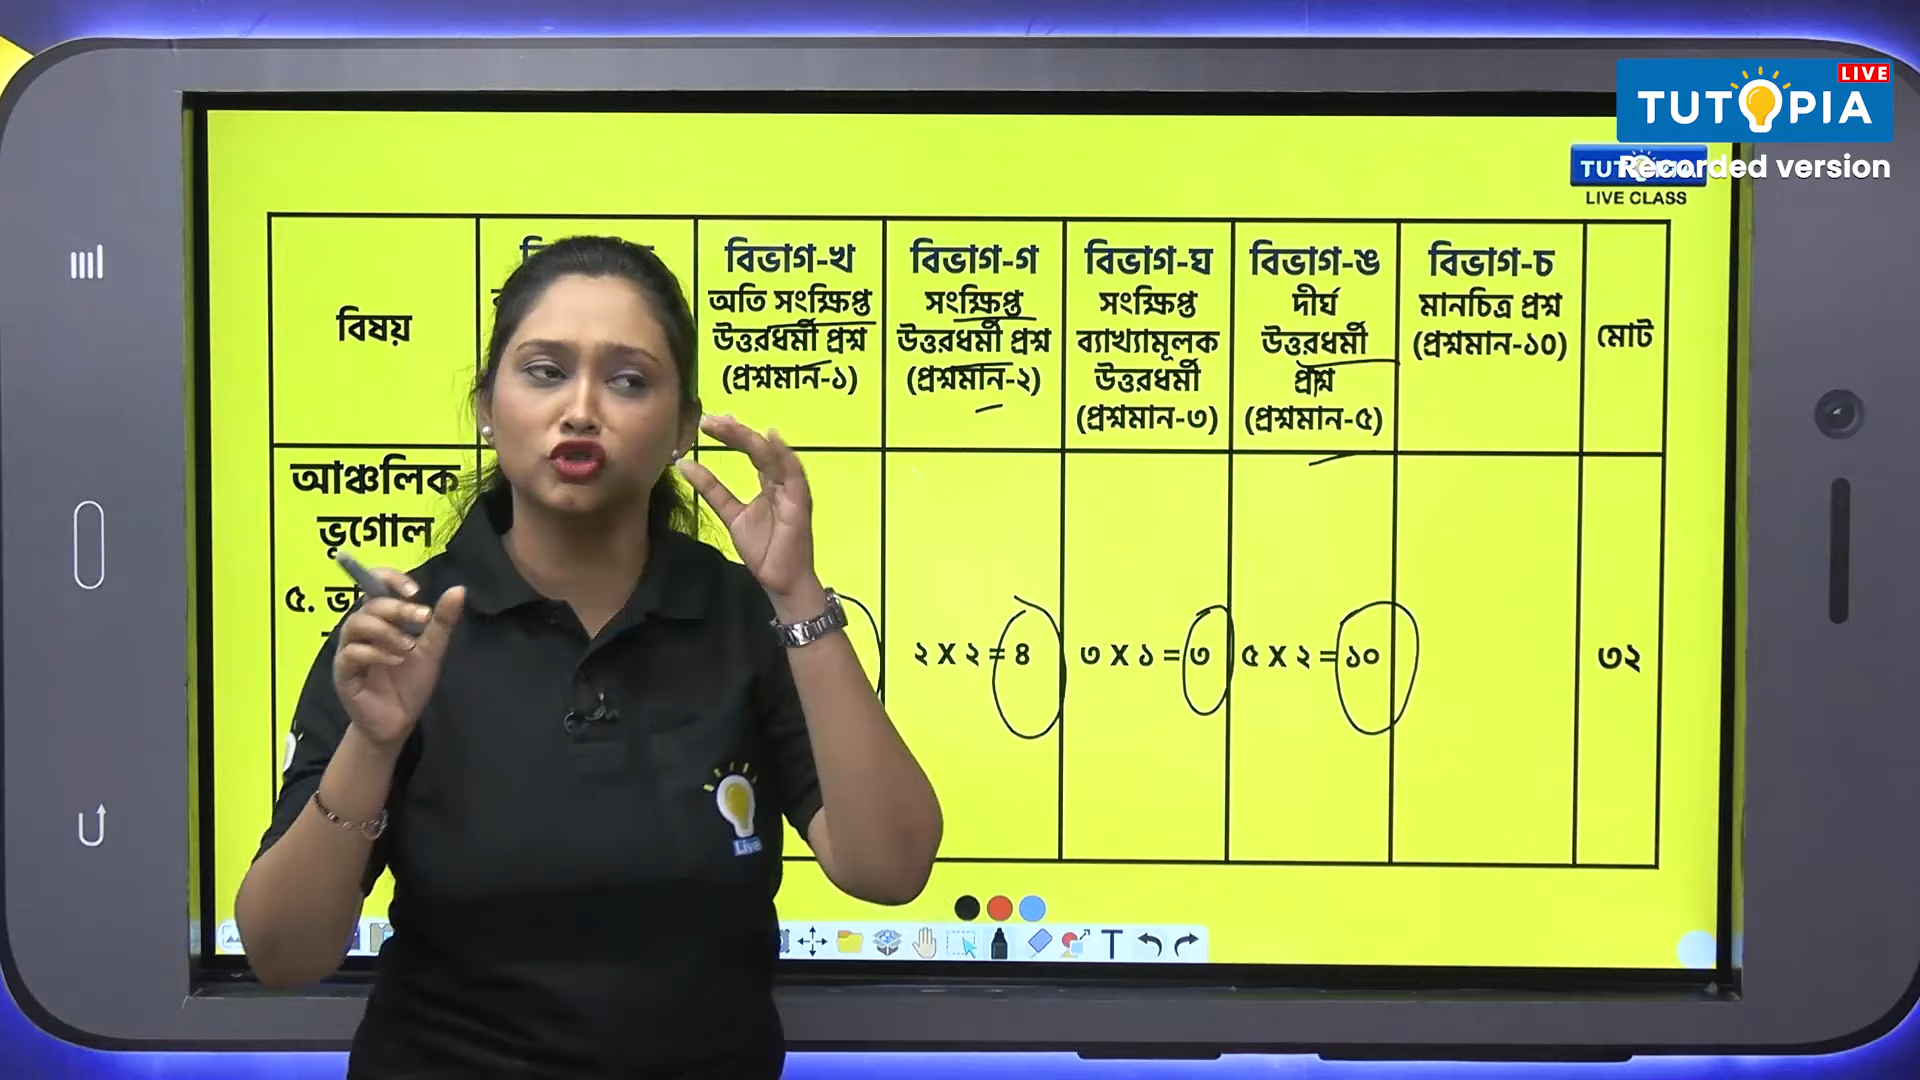 LIVE
TUTOPIA
Recorded version
LIVE CLASS
বিষয়
বিভাগ-খ
অতি সংক্ষিপ্ত
উত্তরধর্মী প্রশ্ন
(প্রশ্নমান-১)
বিভাগ-গ
সংক্ষিপ্ত
উত্তরধর্মী প্রশ্ন
(প্রশ্নমান-২)
বিভাগ-ঘ
সংক্ষিপ্ত
ব্যাখ্যামূলক
উত্তরধর্মী
(প্রশ্নমান-৩)
বিভাগ-ঙ
দীর্ঘ
উত্তরধর্মী
প্রশ্ন
(প্রশ্নমান-৫)
বিভাগ-চ
মানচিত্র প্রশ্ন
(প্রশ্নমান-১০)
মোট
আঞ্চলিক
ভূগোল
৫.
২ X ২ = ৪
৩ X ১ = ৩
৫ X ২ = ১০
৩২
Live